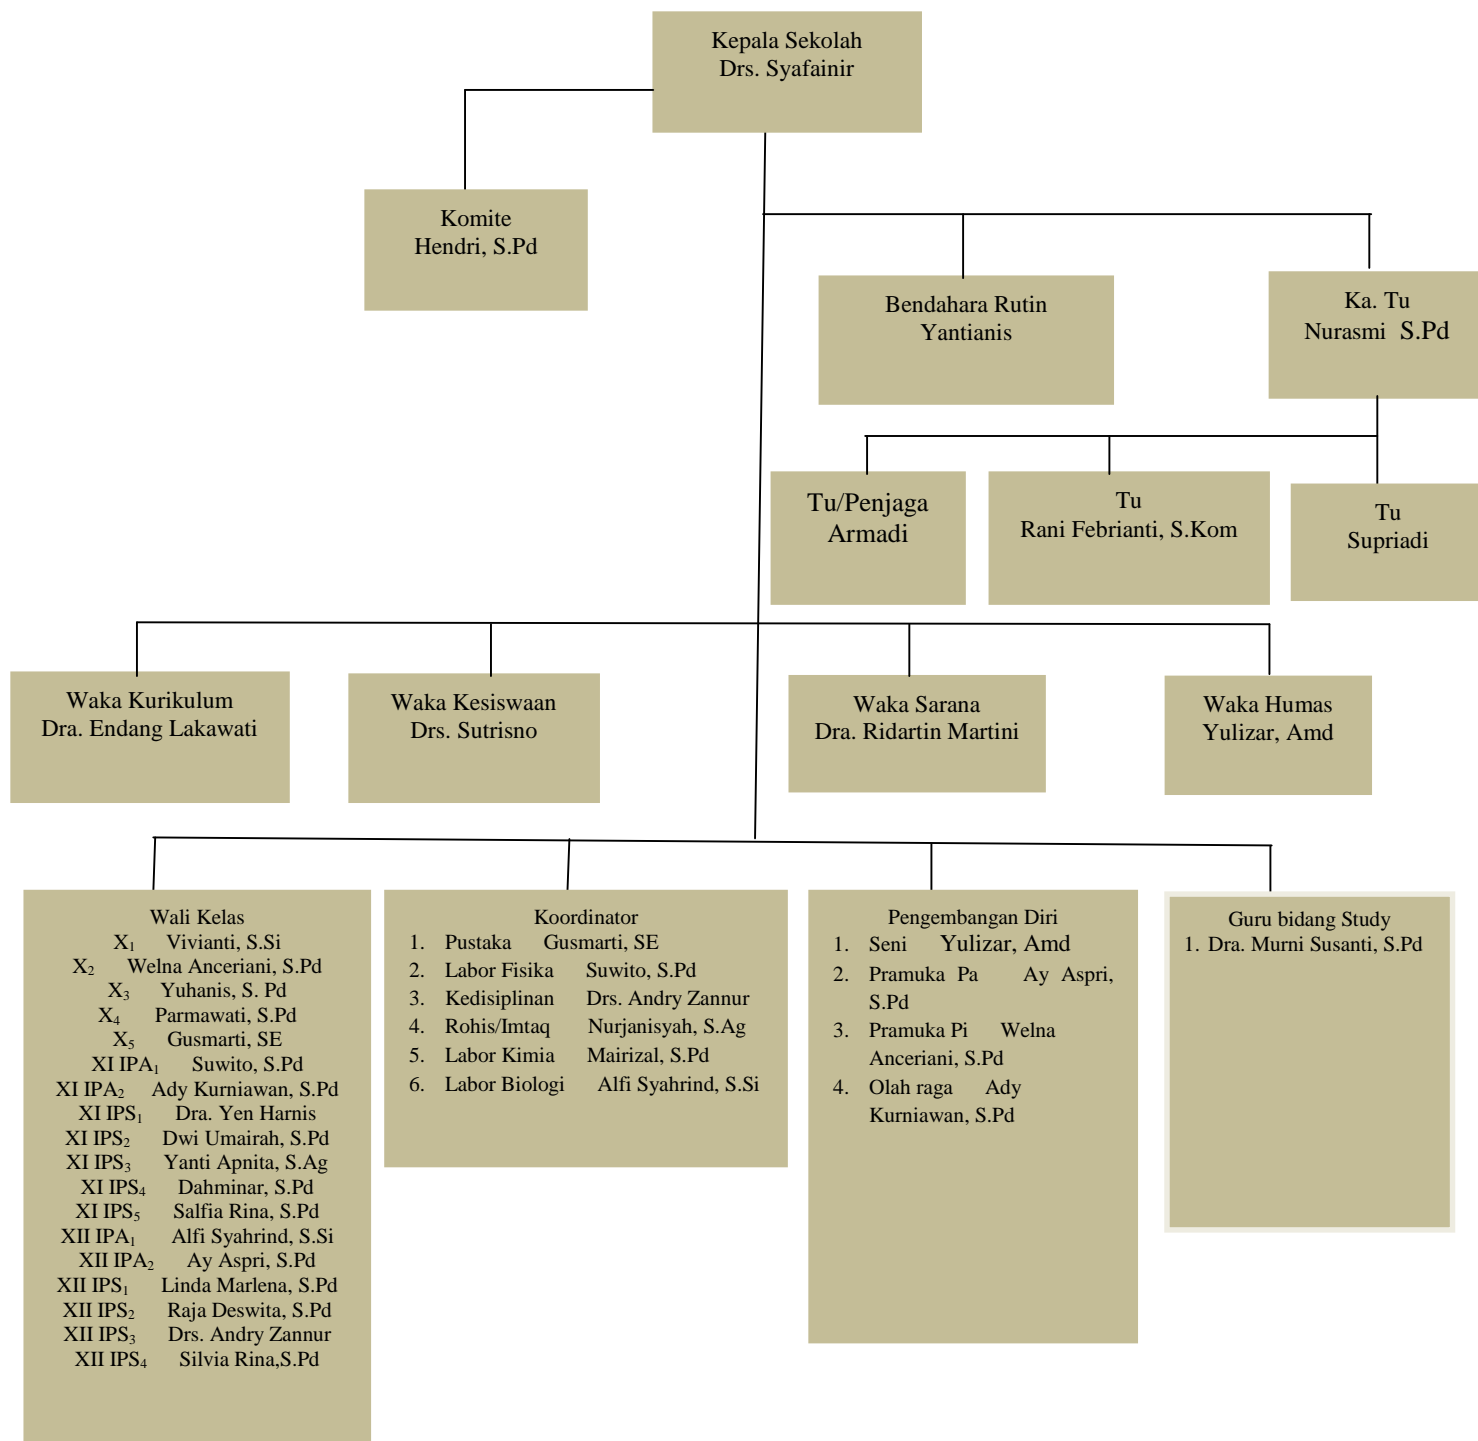 Kepala Sekolah
Drs. Syafainir
Komite
Hendri, S.Pd
Bendahara Rutin
Yantianis
Ka. Tu
Nurasmi S.Pd
Tu/Penjaga
Armadi
Tu
Rani Febrianti, S.Kom
Tu
Supriadi
Waka Kurikulum
Dra. Endang Lakawati
Waka Kesiswaan
Drs. Sutrisno
Waka Sarana
Dra. Ridartin Martini
Waka Humas
Yulizar, Amd
Wali Kelas
X₁ Vivianti, S.Si
X₂ Welna Anceriani, S.Pd
X₃ Yuhanis, S. Pd
X₄ Parmawati, S.Pd
X₅ Gusmarti, SE
XI IPA₁ Suwito, S.Pd
XI IPA₂ Ady Kurniawan, S.Pd
XI IPS₁ Dra. Yen Harnis
XI IPS₂ Dwi Umairah, S.Pd
XI IPS₃ Yanti Apnita, S.Ag
XI IPS₄ Dahminar, S.Pd
XI IPS₅ Salfia Rina, S.Pd
XII IPA₁ Alfi Syahrind, S.Si
XII IPA₂ Ay Aspri, S.Pd
XII IPS₁ Linda Marlena, S.Pd
XII IPS₂ Raja Deswita, S.Pd
XII IPS₃ Drs. Andry Zannur
XII IPS₄ Silvia Rina,S.Pd
Koordinator
1. Pustaka Gusmarti, SE
2. Labor Fisika Suwito, S.Pd
3. Kedisiplinan Drs. Andry Zannur
4. Rohis/Imtaq Nurjanisyah, S.Ag
5. Labor Kimia Mairizal, S.Pd
6. Labor Biologi Alfi Syahrind, S.Si
Pengembangan Diri
1. Seni Yulizar, Amd
2. Pramuka Pa Ay Aspri,
S.Pd
3. Pramuka Pi Welna
Anceriani, S.Pd
4. Olah raga Ady
Kurniawan, S.Pd
Guru bidang Study
1. Dra. Murni Susanti, S.Pd